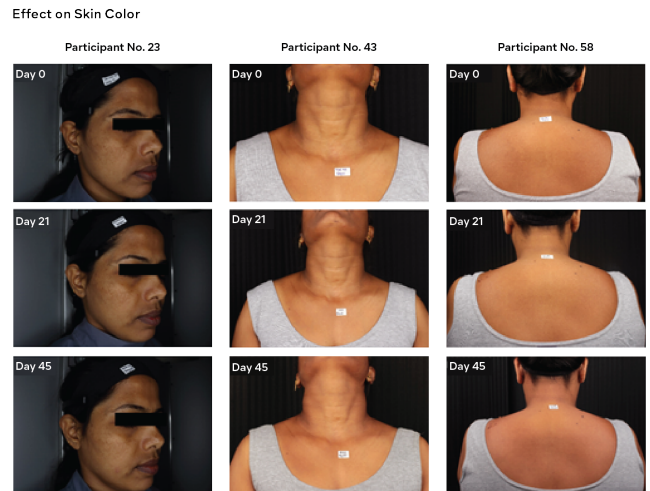 Effect on Skin Color
Participant No. 23
Participant No. 43
Participant No. 58
Day 0
Day 0
Day 0
Day 21
Day 21
Day 21
Day 45
Day 45
Day 45